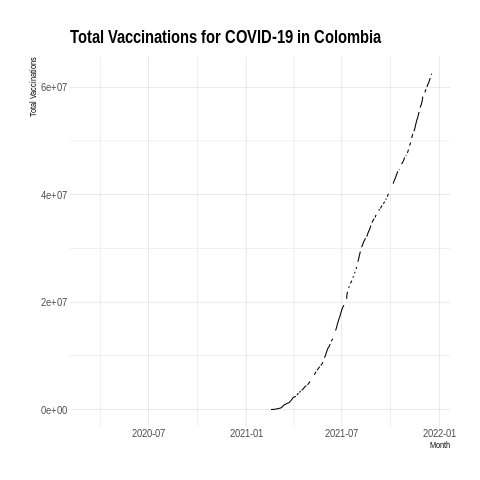 Total Vaccinations for COVID-19 in Colombia
Total Vaccinations
6e+07
4e+07
2e+07
0e+00
2020-07 2021-01 2021-07 2022-01
Month